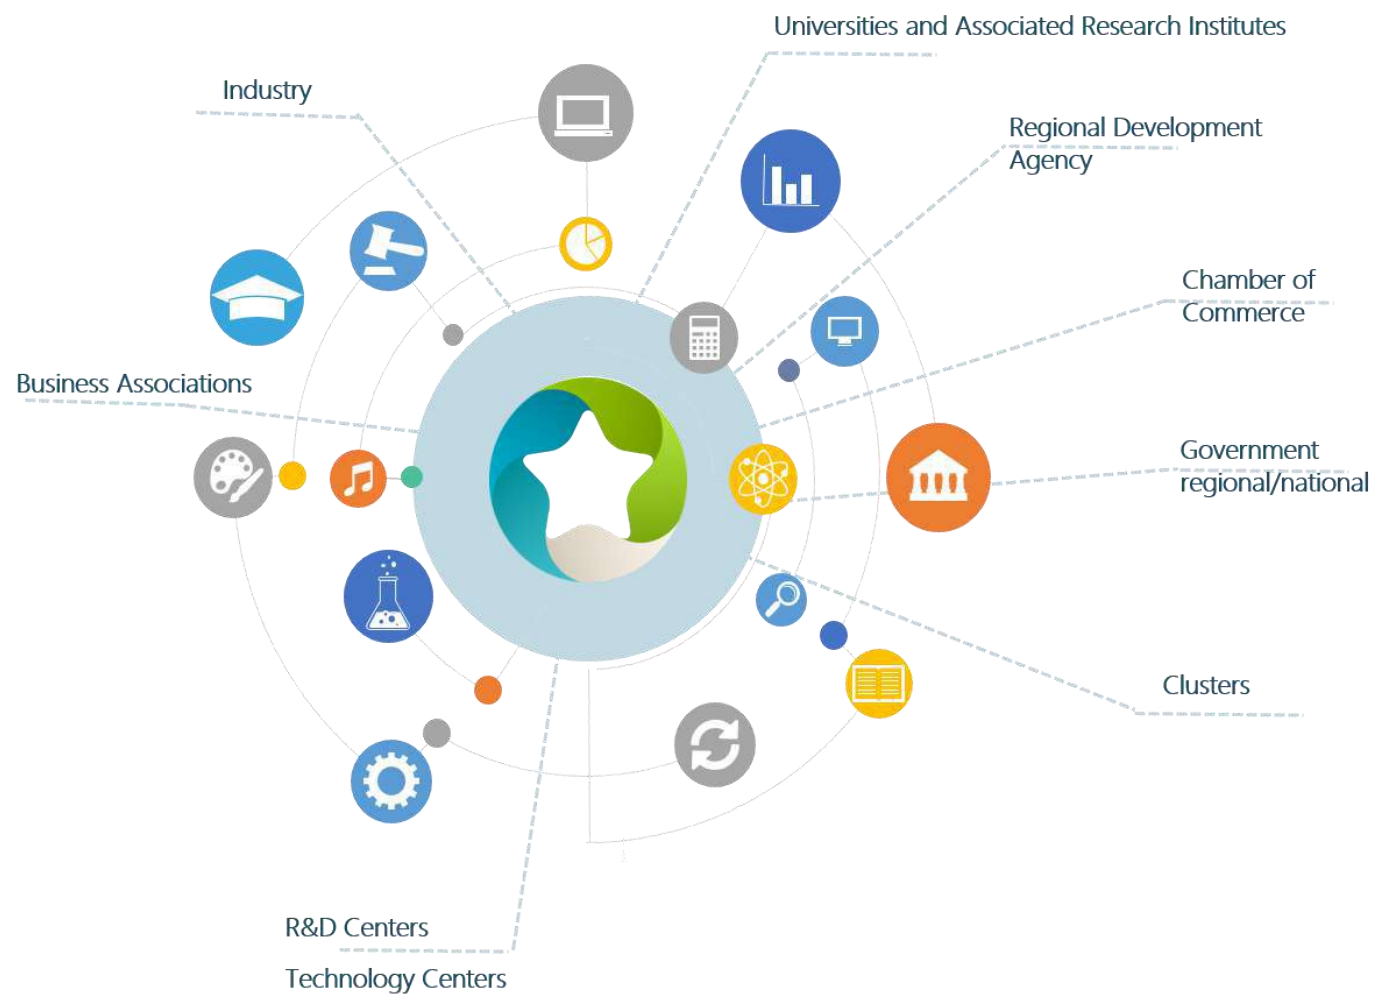 Universities and Associated Research Institutes
Industry
Regional Development
Agency
Chamber of
Commerce
Business Associations
Government
regional/national
Clusters
R&D Centers
Technology Centers